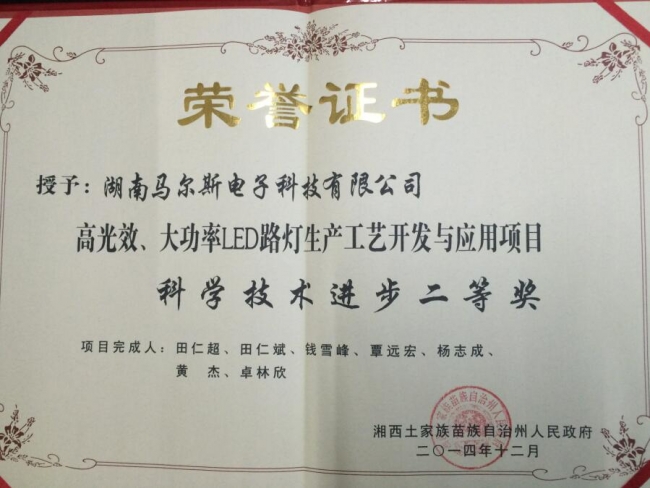 荣誉证书
授予：湖南马尔斯电子科技有限公司
高光效、大功率LED路灯生产工艺开发与应用项目
科学技术进步二等奖
项目完成人：田仁超、田仁斌、钱雪峰、覃远宏、杨志成、
黄 杰、卓林欣
湘西土家族苗族自治州人民政府
二〇一四年十二月